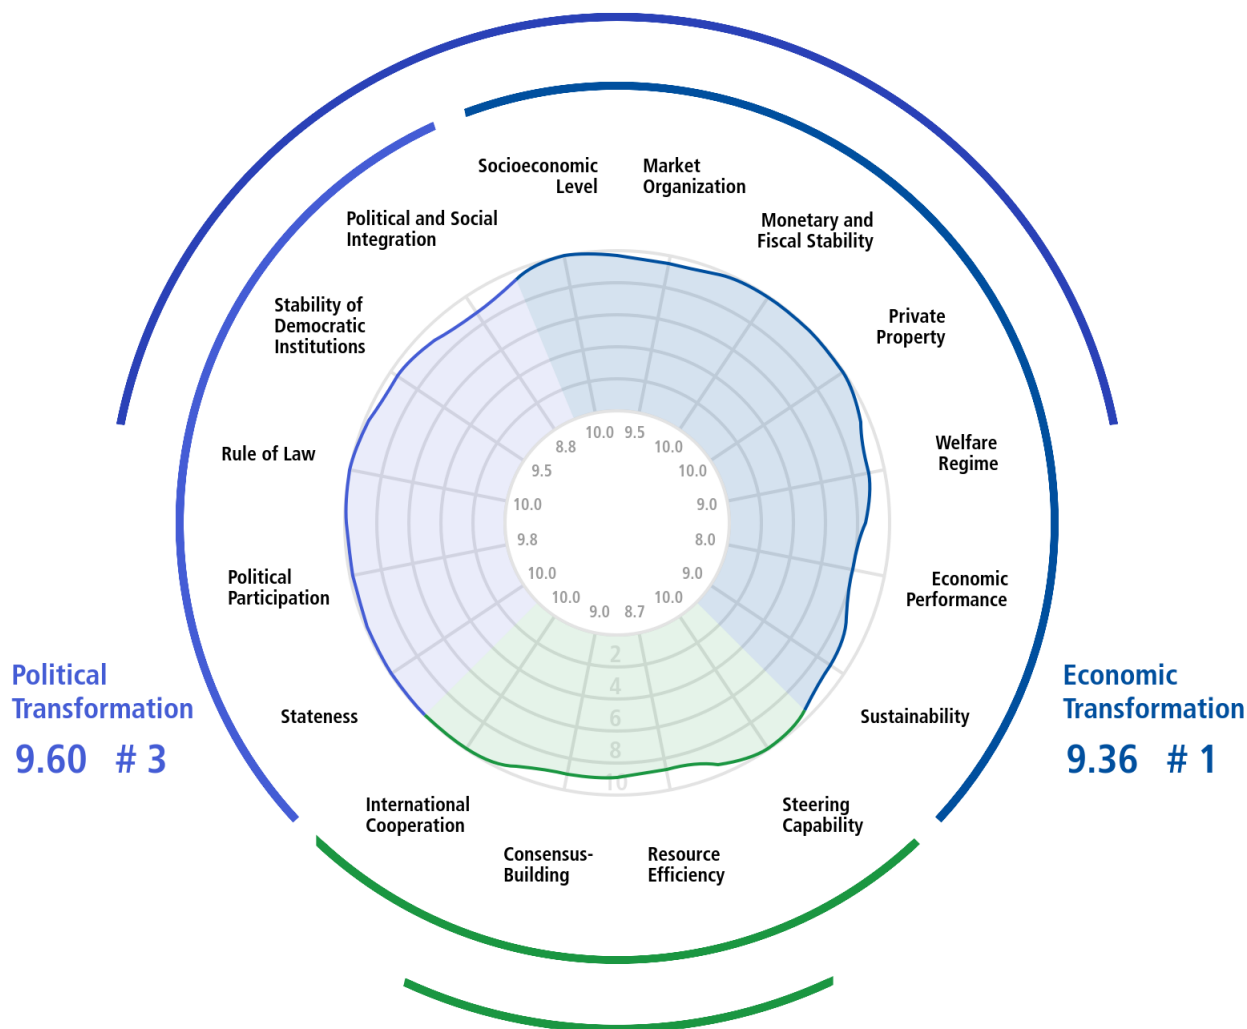 Socioeconomic
Level
Market
Organization
Political and Social
Integration
Monetary and
Fiscal Stability
Stability of
Democratic
Institutions
Private
Property
Rule of Law
Welfare
Regime
Political
Participation
Economic
Performance
Stateness
Sustainability
International
Cooperation
Consensus-
Building
Resource
Efficiency
Steering
Capability
10.0
9.5
8.8
10.0
9.5
10.0
10.0
9.0
9.8
8.0
10.0
9.0
10.0
9.0
8.7
10.0
2
4
6
8
10
Political
Transformation
9.60 # 3
Economic
Transformation
9.36 # 1